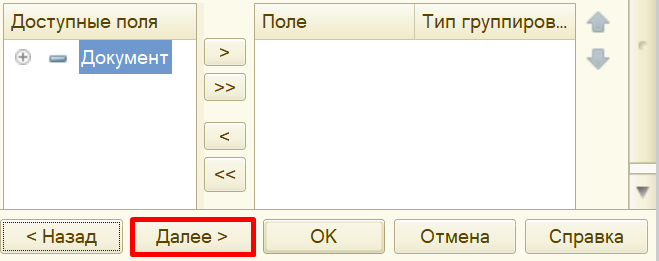 Доступные поля
Поле
Тип группиров...
Документ
>
>>
<
<<
< Назад
Далее >
OK
Отмена
Справка